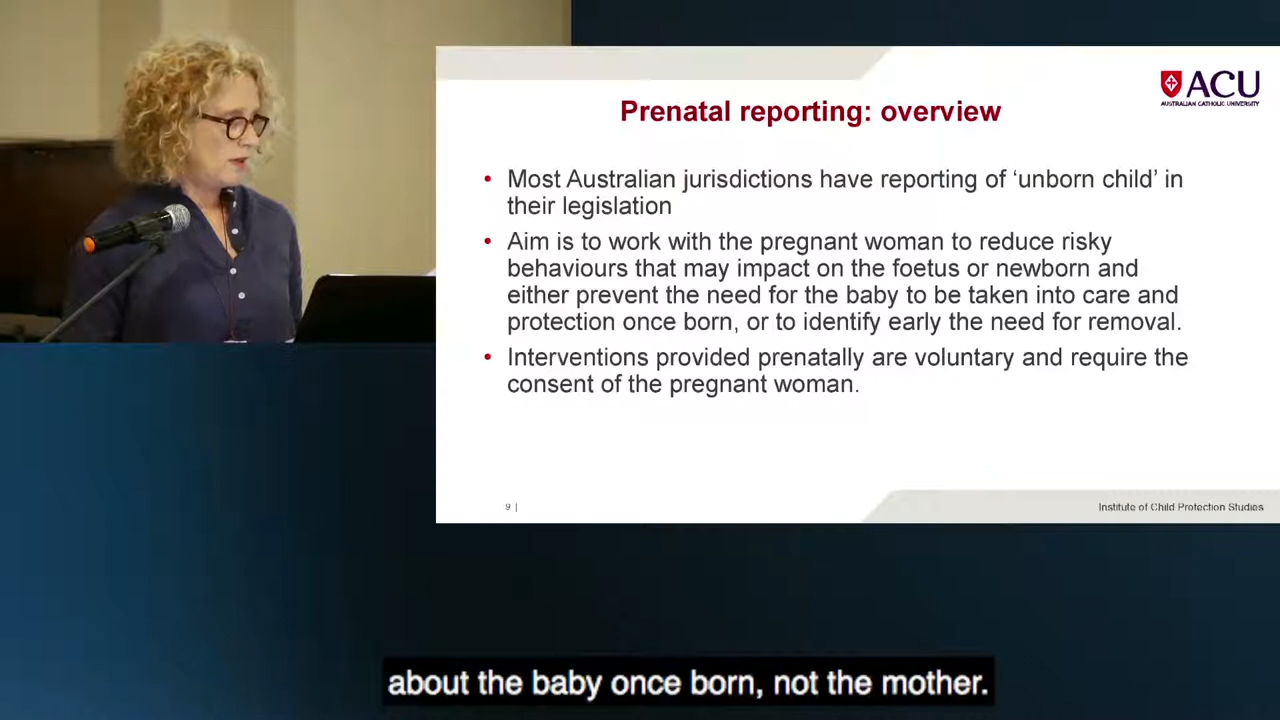 ACU
AUSTRALIAN CATHOLIC UNIVERSITY
Prenatal reporting: overview
• Most Australian jurisdictions have reporting of ‘unborn child’ in
their legislation
• Aim is to work with the pregnant woman to reduce risky
behaviours that may impact on the foetus or newborn and
either prevent the need for the baby to be taken into care and
protection once born, or to identify early the need for removal.
• Interventions provided prenatally are voluntary and require the
consent of the pregnant woman.
9 |
Institute of Child Protection Studies
about the baby once born, not the mother.